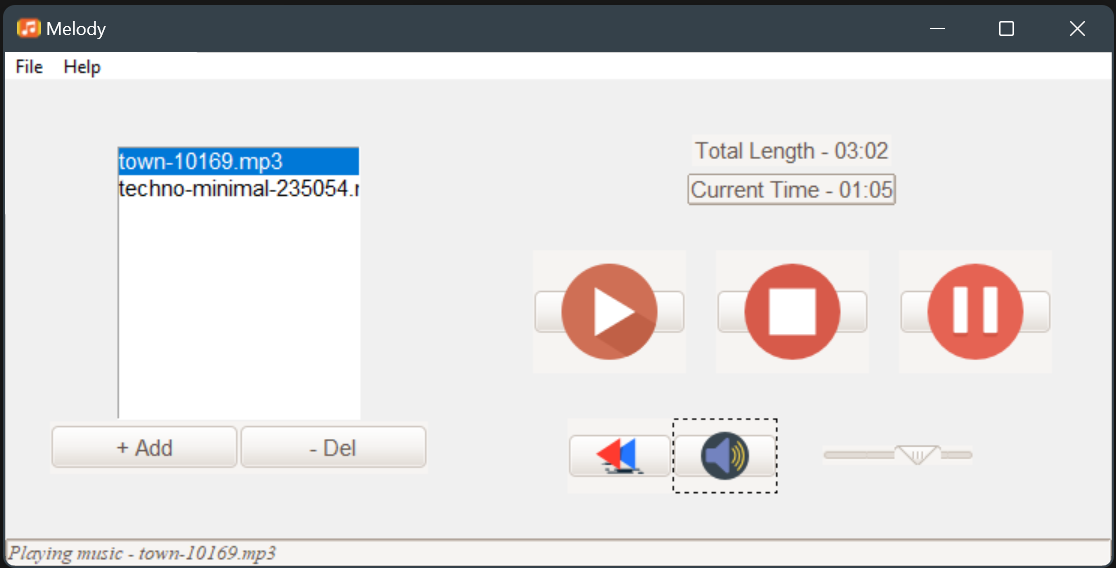 Melody
File Help
town-10169.mp3
techno-minimal-235054.
Total Length - 03:02
Current Time - 01:05
+ Add
- Del
Playing music - town-10169.mp3